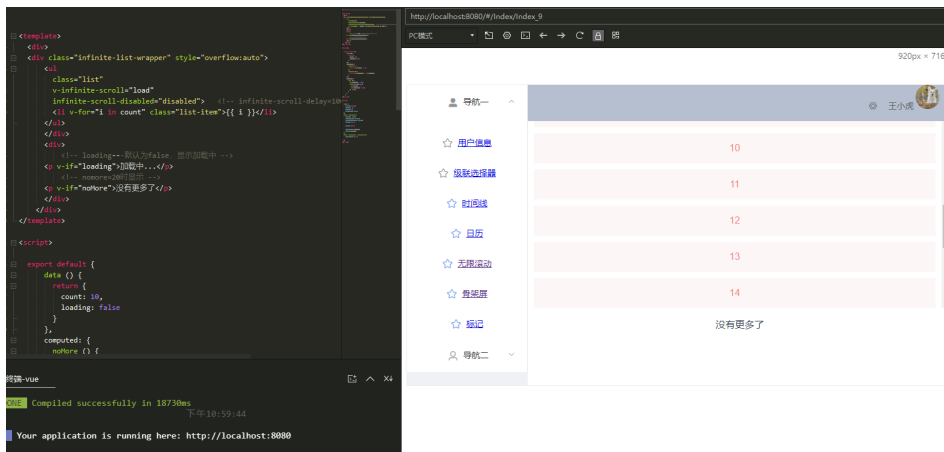 <template>
<div>
<div class="infinite-list-wrapper" style="overflow:auto">
<ul
class="list"
v-infinite-scroll="load"
infinite-scroll-disabled="disabled"> <!-- infinite-scroll-delay=10
<li v-for="i in count" class="list-item">{{ i }}</li>
</ul>
</div>
<div>
<!-- loading---默认为false，显示加载中 -->
<p v-if="loading">加载中...</p>
<!-- nomore=20时显示 -->
<p v-if="noMore">没有更多了</p>
</div>
</div>
</template>
<script>
export default {
data () {
return {
count: 10,
loading: false
}
},
computed: {
noMore () {
终端-vue
DONE Compiled successfully in 18730ms
下午10:59:44
Your application is running here: http://localhost:8080
http://localhost:8080/#/Index/Index_9
PC模式
920px × 716
导航一
用户信息
级联选择器
时间线
日历
无限滚动
骨架屏
标记
导航二
王小虎
10
11
12
13
14
没有更多了